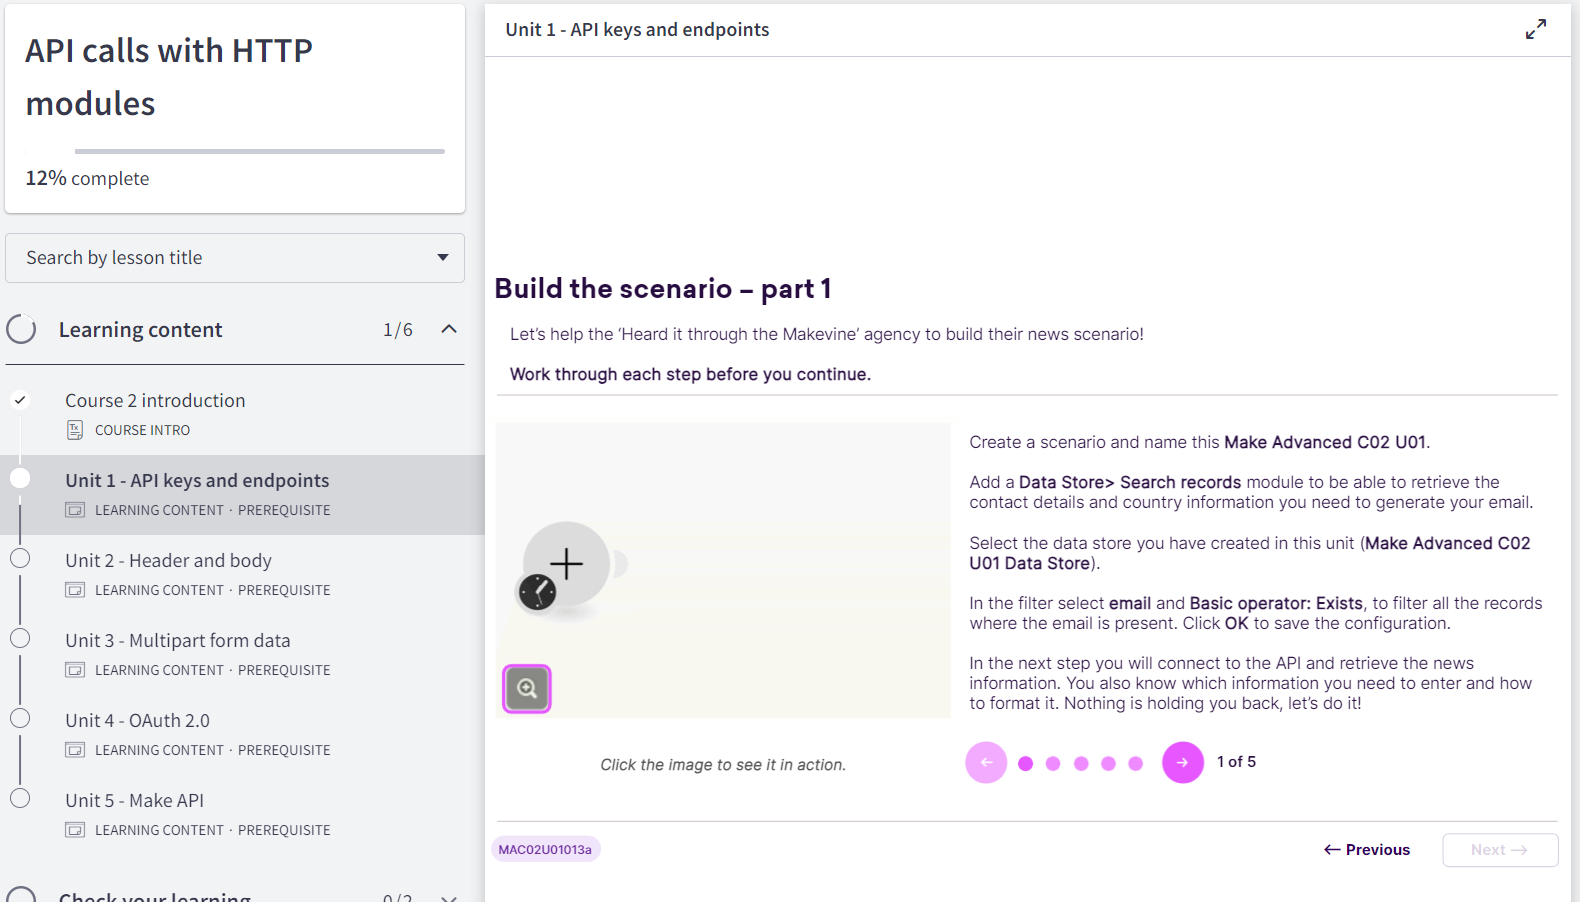 API calls with HTTP
modules
12% complete
Search by lesson title
Learning content 1/6
Course 2 introduction
Tx COURSE INTRO
Unit 1 - API keys and endpoints
LEARNING CONTENT · PREREQUISITE
Unit 2 - Header and body
LEARNING CONTENT · PREREQUISITE
Unit 3 - Multipart form data
LEARNING CONTENT · PREREQUISITE
Unit 4 - OAuth 2.0
LEARNING CONTENT · PREREQUISITE
Unit 5 - Make API
LEARNING CONTENT · PREREQUISITE
Check your learning 0/2
Unit 1 - API keys and endpoints
Build the scenario – part 1
Let’s help the ‘Heard it through the Makevine’ agency to build their news scenario!
Work through each step before you continue.
Click the image to see it in action.
Create a scenario and name this Make Advanced C02 U01.
Add a Data Store> Search records module to be able to retrieve the
contact details and country information you need to generate your email.
Select the data store you have created in this unit (Make Advanced C02
U01 Data Store).
In the filter select email and Basic operator: Exists, to filter all the records
where the email is present. Click OK to save the configuration.
In the next step you will connect to the API and retrieve the news
information. You also know which information you need to enter and how
to format it. Nothing is holding you back, let’s do it!
1 of 5
MAC02U01013a
← Previous
Next →